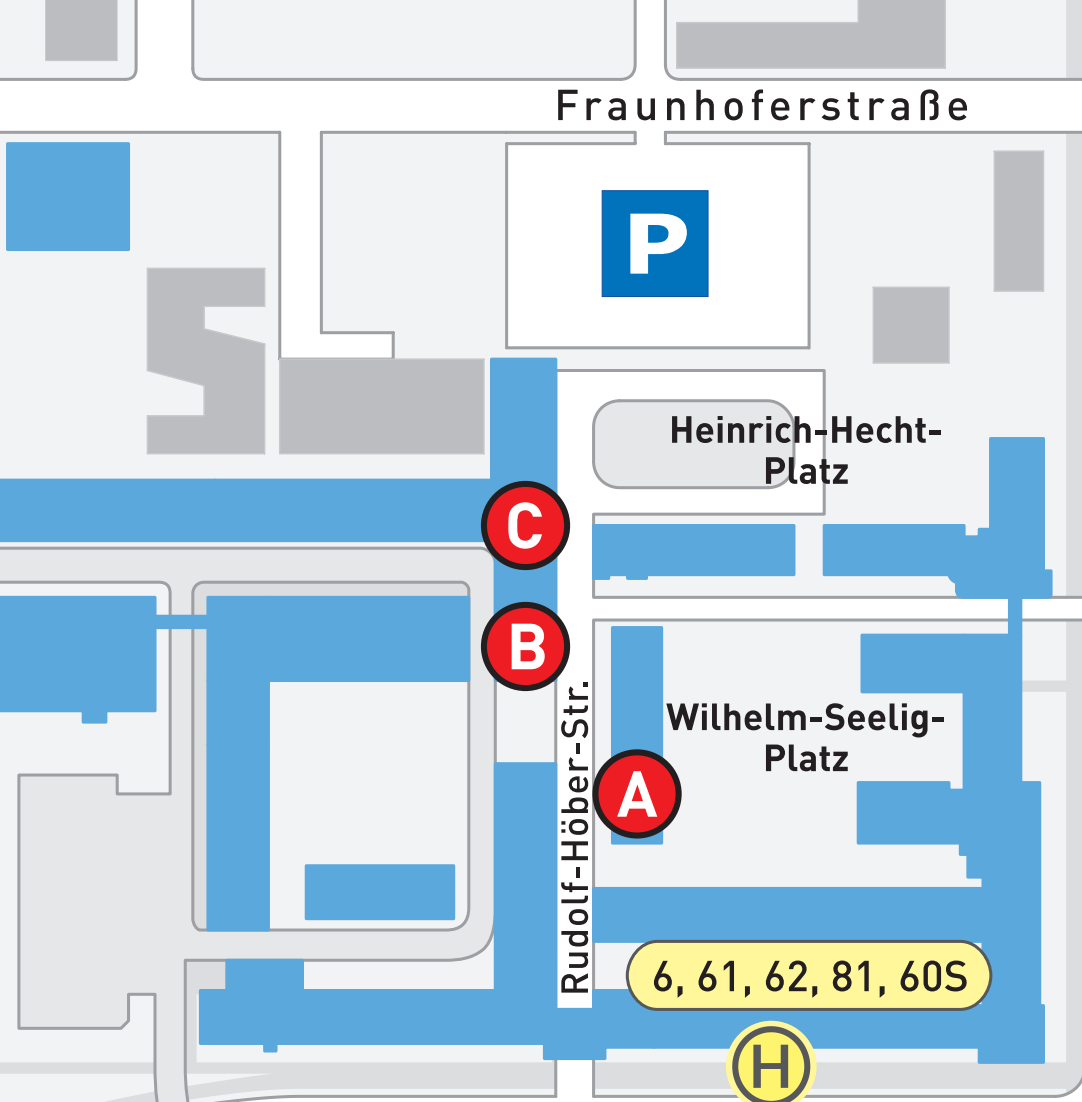 Fraunhoferstraße
P
Heinrich-Hecht-
Platz
C
B
Rudolf-Höber-Str.
Wilhelm-Seelig-
Platz
A
6, 61, 62, 81, 60S
H